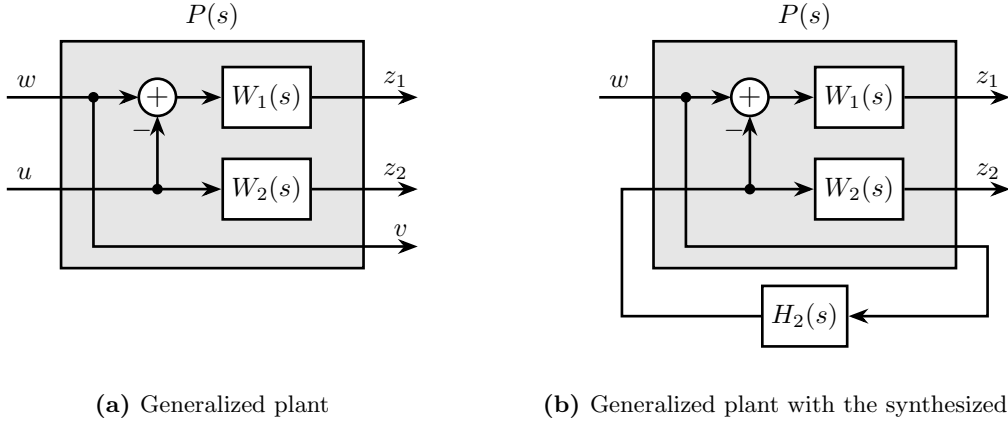 P(s) P(s)
w + W₁(s) z₁ w + W₁(s) z₁
− −
u W₂(s) z₂ W₂(s) z₂
v
H₂(s)
(a) Generalized plant (b) Generalized plant with the synthesized